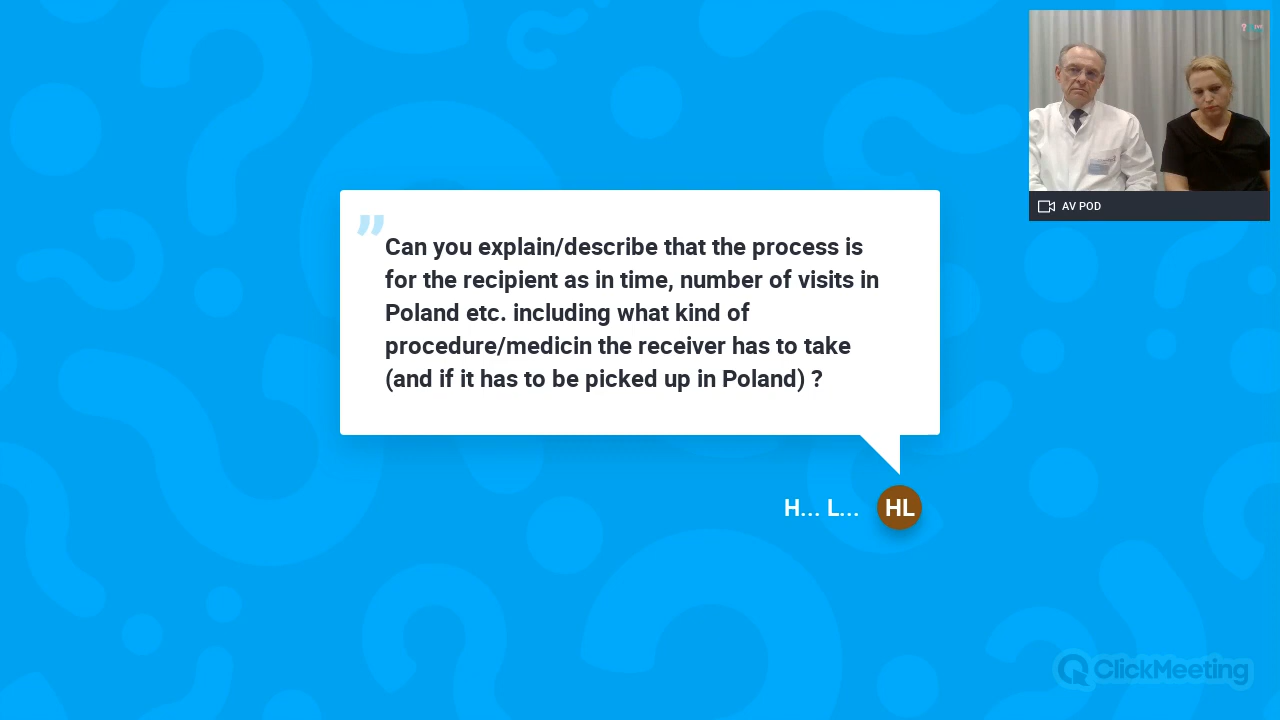 Can you explain/describe that the process is
for the recipient as in time, number of visits in
Poland etc. including what kind of
procedure/medicin the receiver has to take
(and if it has to be picked up in Poland) ?
H... L...
HL
AV POD
ClickMeeting